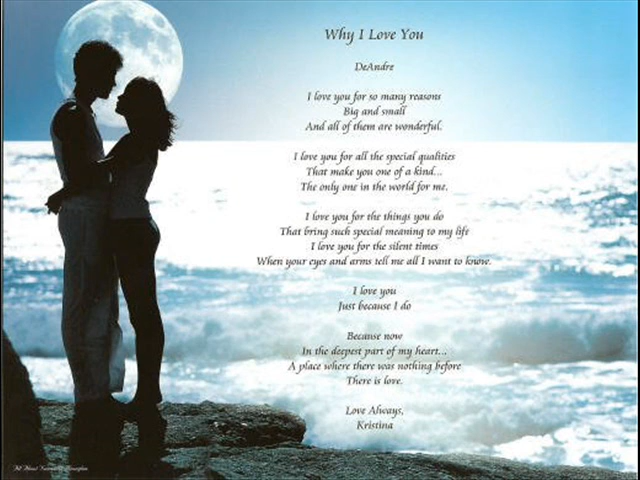 Why I Love You
DeAndre
I love you for so many reasons
Big and small
And all of them are wonderful.
I love you for all the special qualities
That make you one of a kind...
The only one in the world for me.
I love you for the things you do
That bring such special meaning to my life
I love you for the silent times
When your eyes and arms tell me all I want to know.
I love you
Just because I do
Because now
In the deepest part of my heart...
A place where there was nothing before
There is love.
Love Always,
Kristina